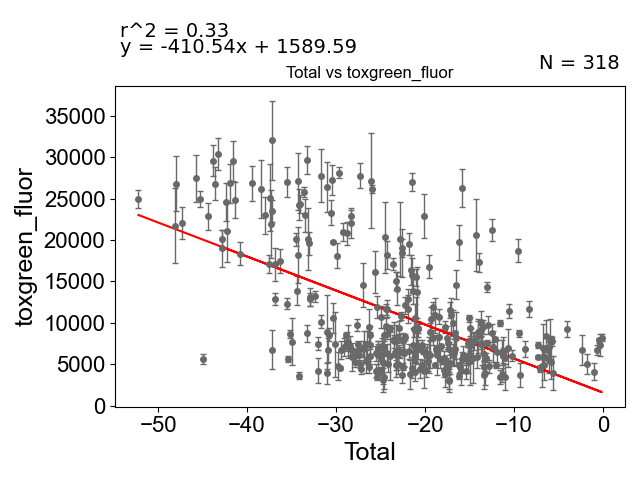 r^2 = 0.33
y = -410.54x + 1589.59
N = 318
Total vs toxgreen_fluor
toxgreen_fluor
35000
30000
25000
20000
15000
10000
5000
0
−50 −40 −30 −20 −10 0
Total